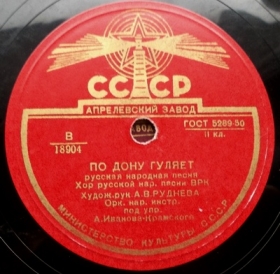 СССР
АПРЕЛЕВСКИЙ ЗАВОД
ГОСТ 5289-50
В
II кл.
18904
ПО ДОНУ ГУЛЯЕТ
русская народная песня
Хор русской нар. песни ВРК
Худож. рук А.В.РУДНЕВА
Орк. нар. инстр.
под упр.
А.Иванова-Крамского
МИНИСТЕРСТВО КУЛЬТУРЫ СССР